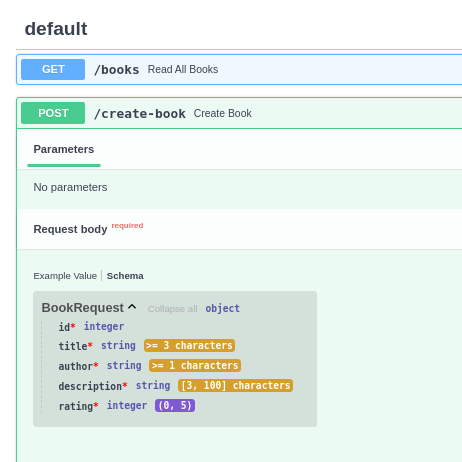 default
GET /books Read All Books
POST /create-book Create Book
Parameters
No parameters
Request body required
Example Value Schema
BookRequest Collapse all object
id* integer
title* string >= 3 characters
author* string >= 1 characters
description* string [3, 100] characters
rating* integer (0, 5)